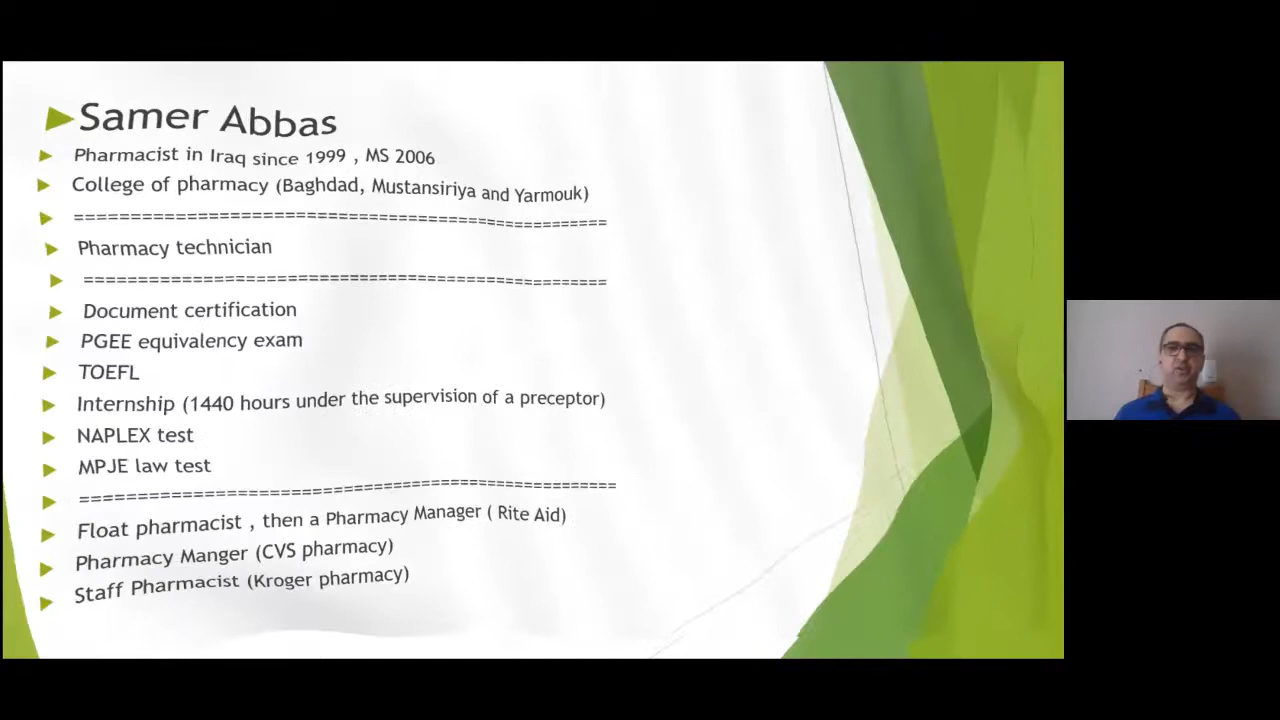 Samer Abbas
Pharmacist in Iraq since 1999 , MS 2006
College of pharmacy (Baghdad, Mustansiriya and Yarmouk)
==============================================
Pharmacy technician
==============================================
Document certification
PGEE equivalency exam
TOEFL
Internship (1440 hours under the supervision of a preceptor)
NAPLEX test
MPJE law test
==============================================
Float pharmacist , then a Pharmacy Manager ( Rite Aid)
Pharmacy Manger (CVS pharmacy)
Staff Pharmacist (Kroger pharmacy)